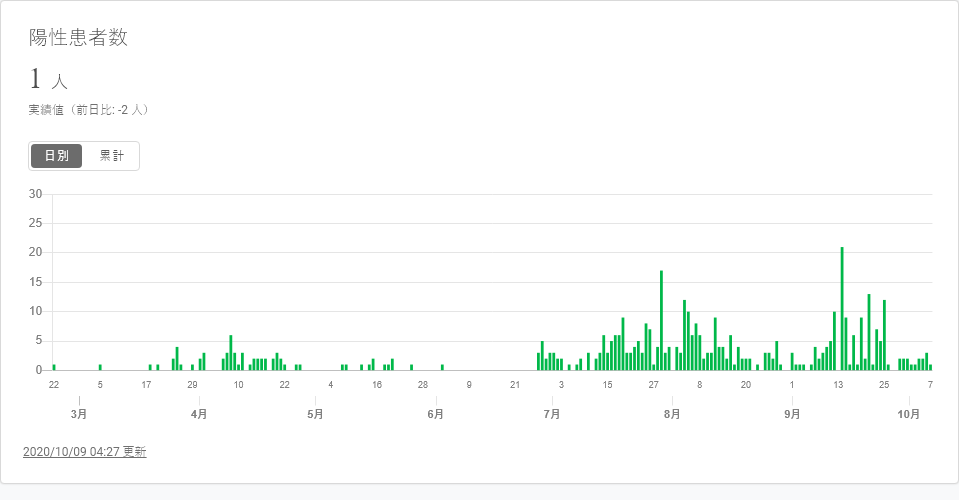 陽性患者数
1 人
実績値（前日比: -2 人）
日別 累計
30
25
20
15
10
5
0
22 5 17 29 10 22 4 16 28 9 21 3 15 27 8 20 1 13 25 7
3月 4月 5月 6月 7月 8月 9月 10月
2020/10/09 04:27 更新